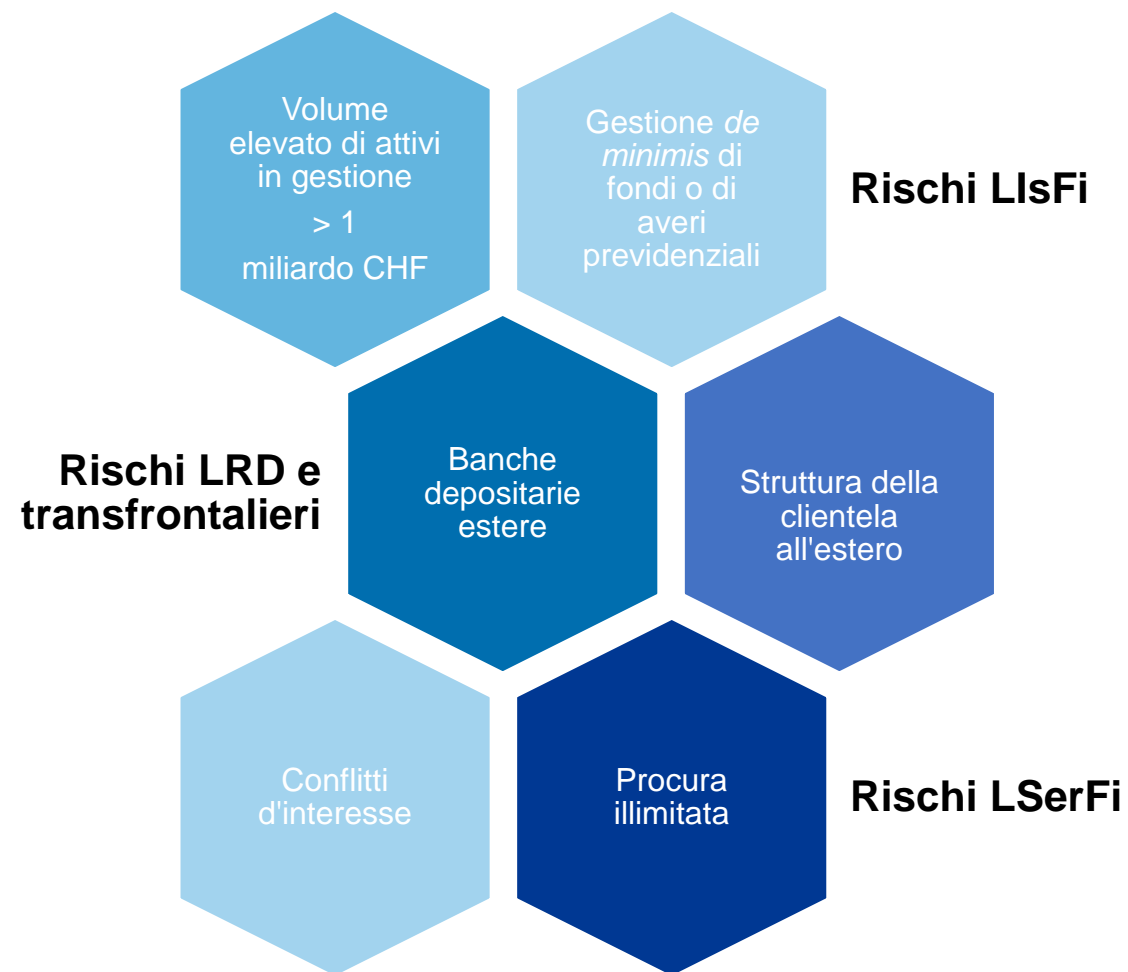 Volume
elevato di attivi
in gestione
> 1
miliardo CHF
Gestione de
minimis di
fondi o di
averi
previdenziali
Rischi LIsFi
Rischi LRD e
transfrontalieri
Banche
depositarie
estere
Struttura della
clientela
all'estero
Conflitti
d'interesse
Procura
illimitata
Rischi LSerFi